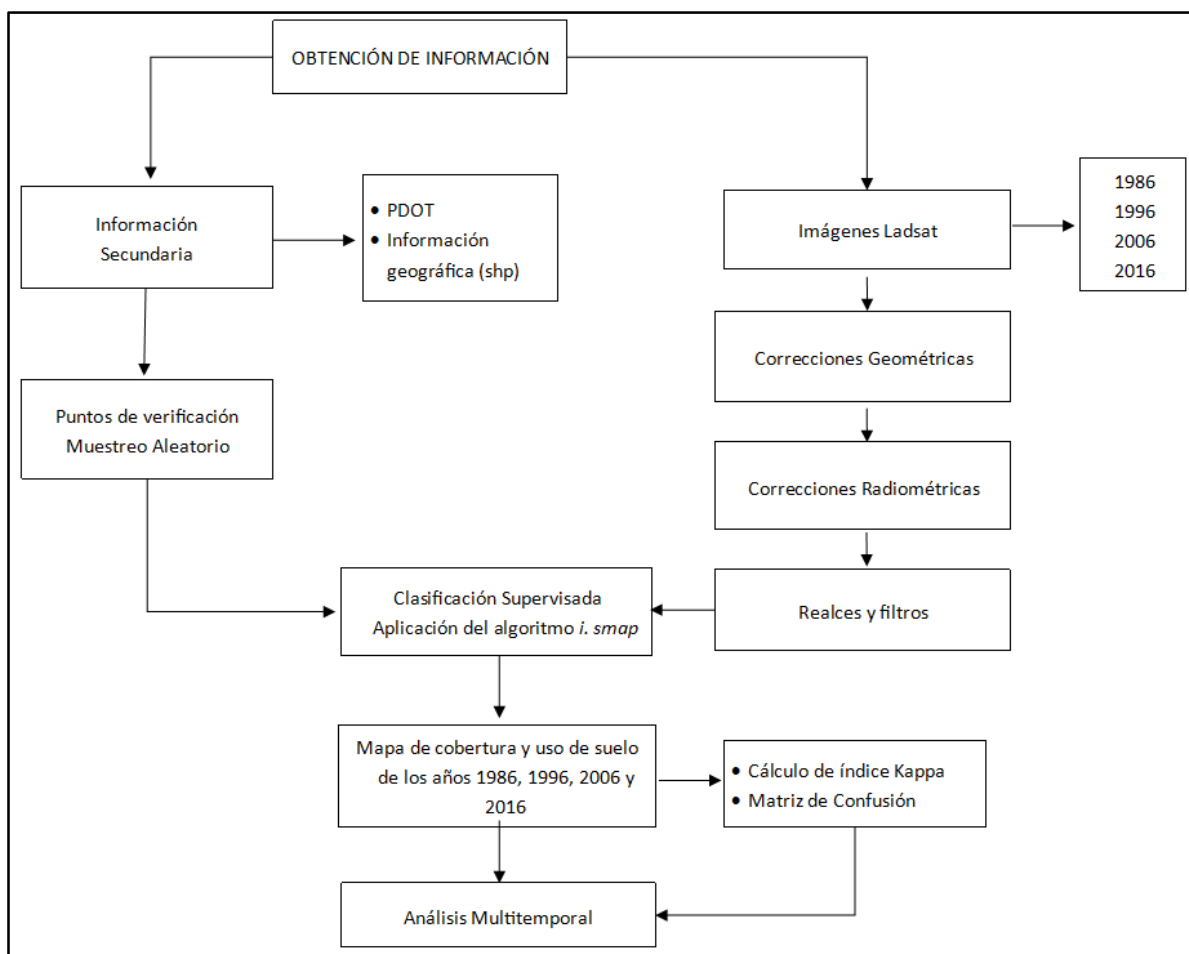 OBTENCIÓN DE INFORMACIÓN
Información
Secundaria
• PDOT
• Información
geográfica (shp)
Imágenes Ladsat
1986
1996
2006
2016
Correcciones Geométricas
Puntos de verificación
Muestreo Aleatorio
Correcciones Radiométricas
Clasificación Supervisada
Aplicación del algoritmo i. smap
Realces y filtros
Mapa de cobertura y uso de suelo
de los años 1986, 1996, 2006 y
2016
• Cálculo de índice Kappa
• Matriz de Confusión
Análisis Multitemporal